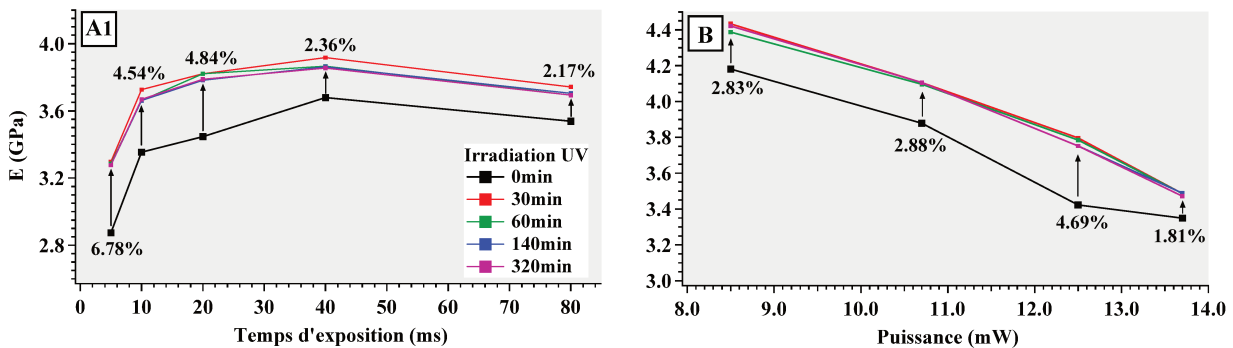 A1
E (GPa)
4.0
3.6
3.2
2.8
6.78%
4.54%
4.84%
2.36%
2.17%
Irradiation UV
0min
30min
60min
140min
320min
0 10 20 30 40 50 60 70 80
Temps d'exposition (ms)
B
4.4
4.2
4.0
3.8
3.6
3.4
3.2
3.0
2.83%
2.88%
4.69%
1.81%
8.0 9.0 10.0 11.0 12.0 13.0 14.0
Puissance (mW)